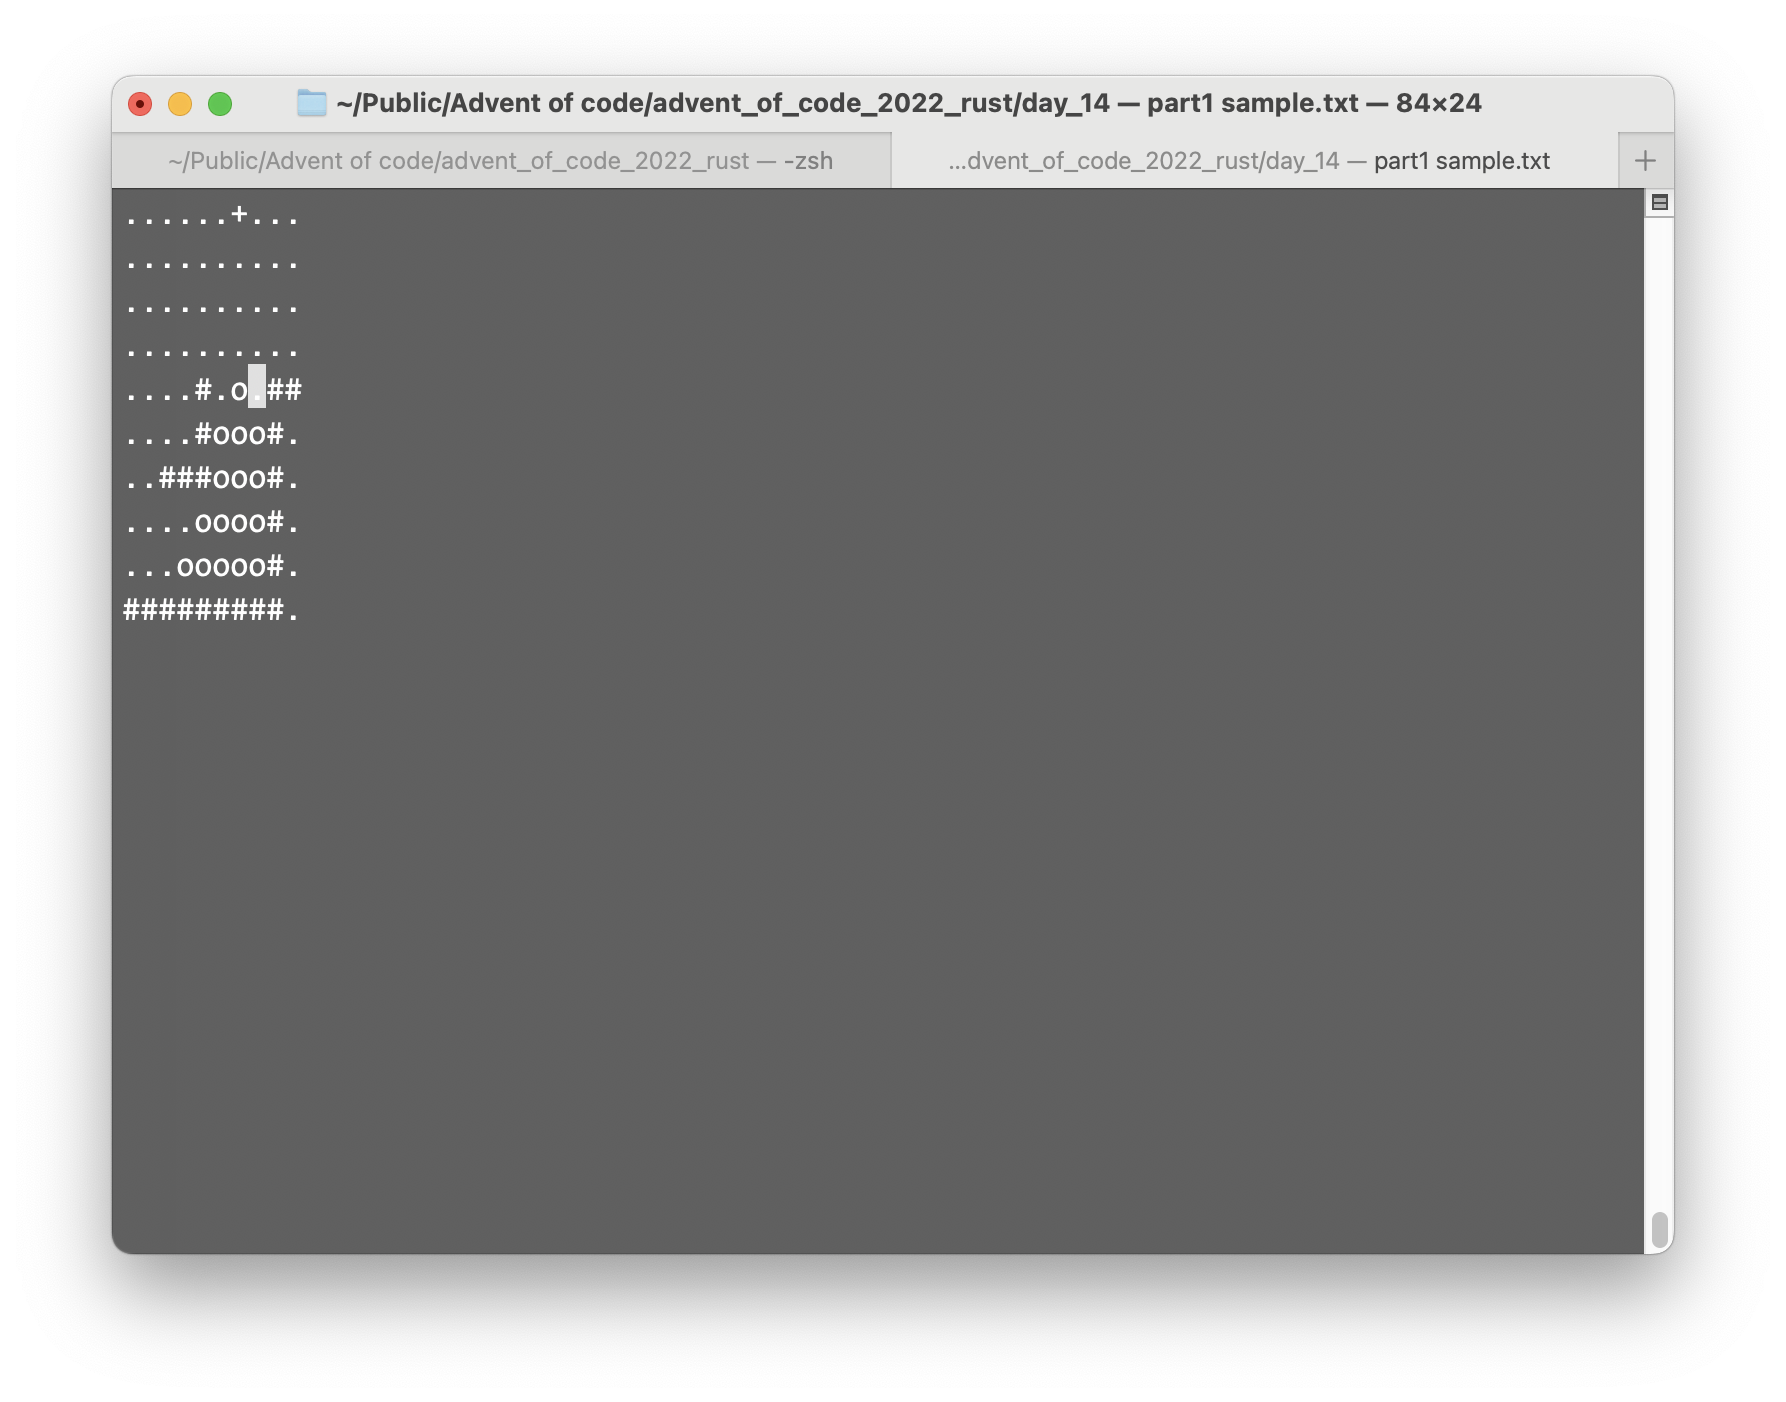 ~/Public/Advent of code/advent_of_code_2022_rust/day_14 — part1 sample.txt — 84×24
~/Public/Advent of code/advent_of_code_2022_rust — -zsh
...dvent_of_code_2022_rust/day_14 — part1 sample.txt
+
......+...
..........
..........
..........
....#.o.##
....#ooo#.
..###ooo#.
....oooo#.
...ooooo#.
#########.